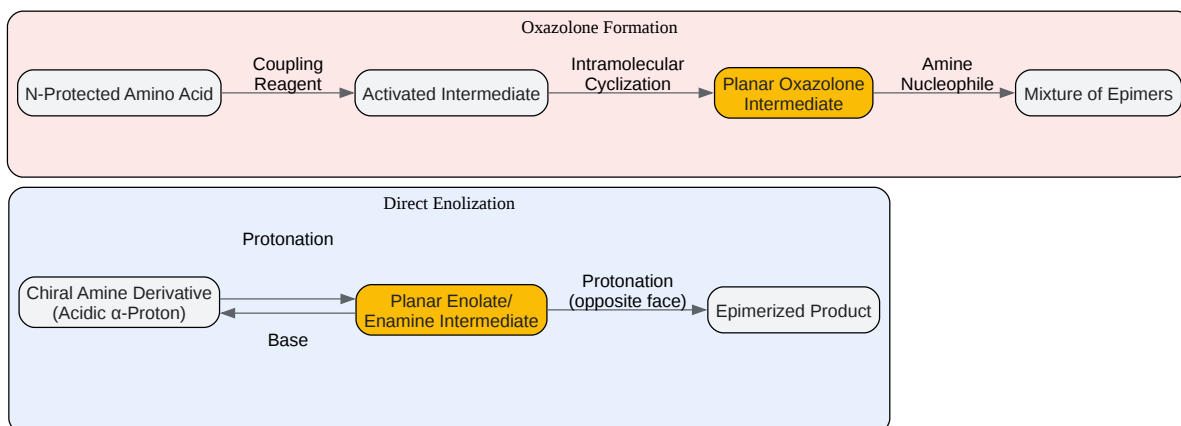 Oxazolone Formation
Coupling
Reagent
Intramolecular
Cyclization
Amine
Nucleophile
N-Protected Amino Acid
Activated Intermediate
Planar Oxazolone
Intermediate
Mixture of Epimers
Direct Enolization
Protonation
Chiral Amine Derivative
(Acidic α-Proton)
Base
Planar Enolate/
Enamine Intermediate
Protonation
(opposite face)
Epimerized Product